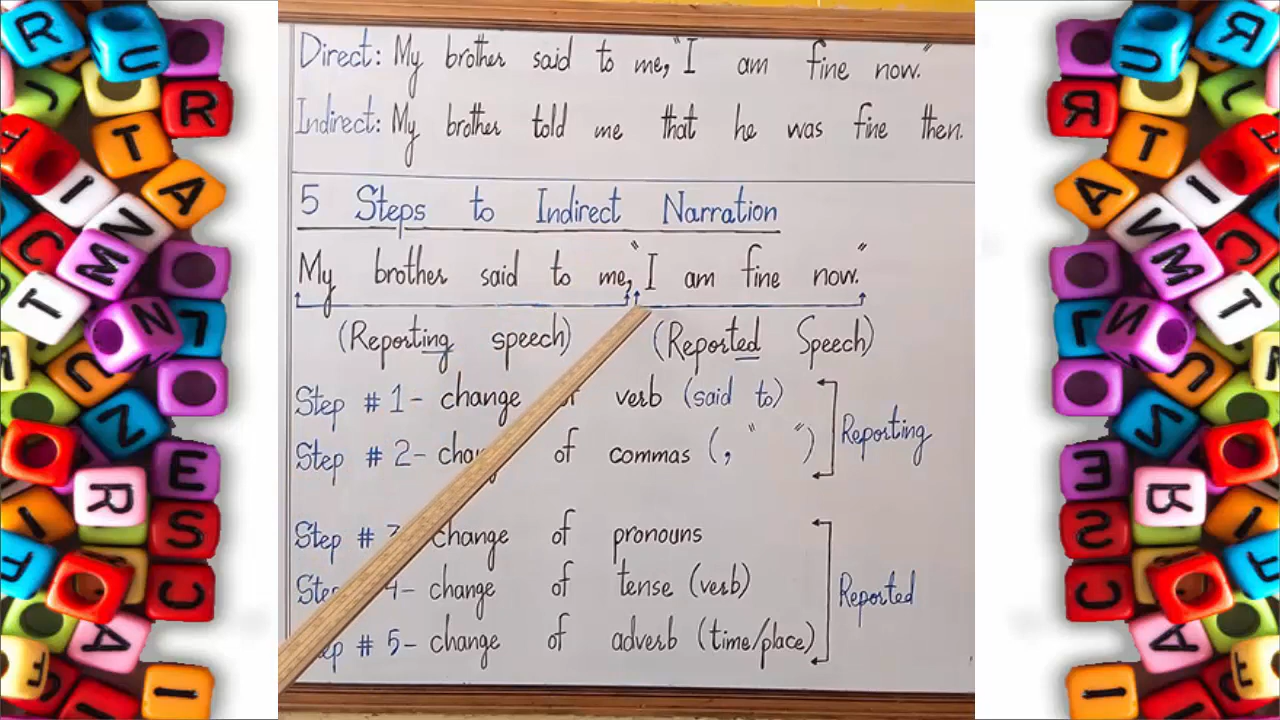 Direct: My brother said to me, "I am fine now."
Indirect: My brother told me that he was fine then.
5 Steps to Indirect Narration
My brother said to me, "I am fine now."
(Reporting speech) (Reported Speech)
Step # 1- change verb (said to)
Step # 2- of commas (, " ")
Reporting
Step # change of pronouns
4- change of tense (verb)
Reported
# 5- change of adverb (time/place)